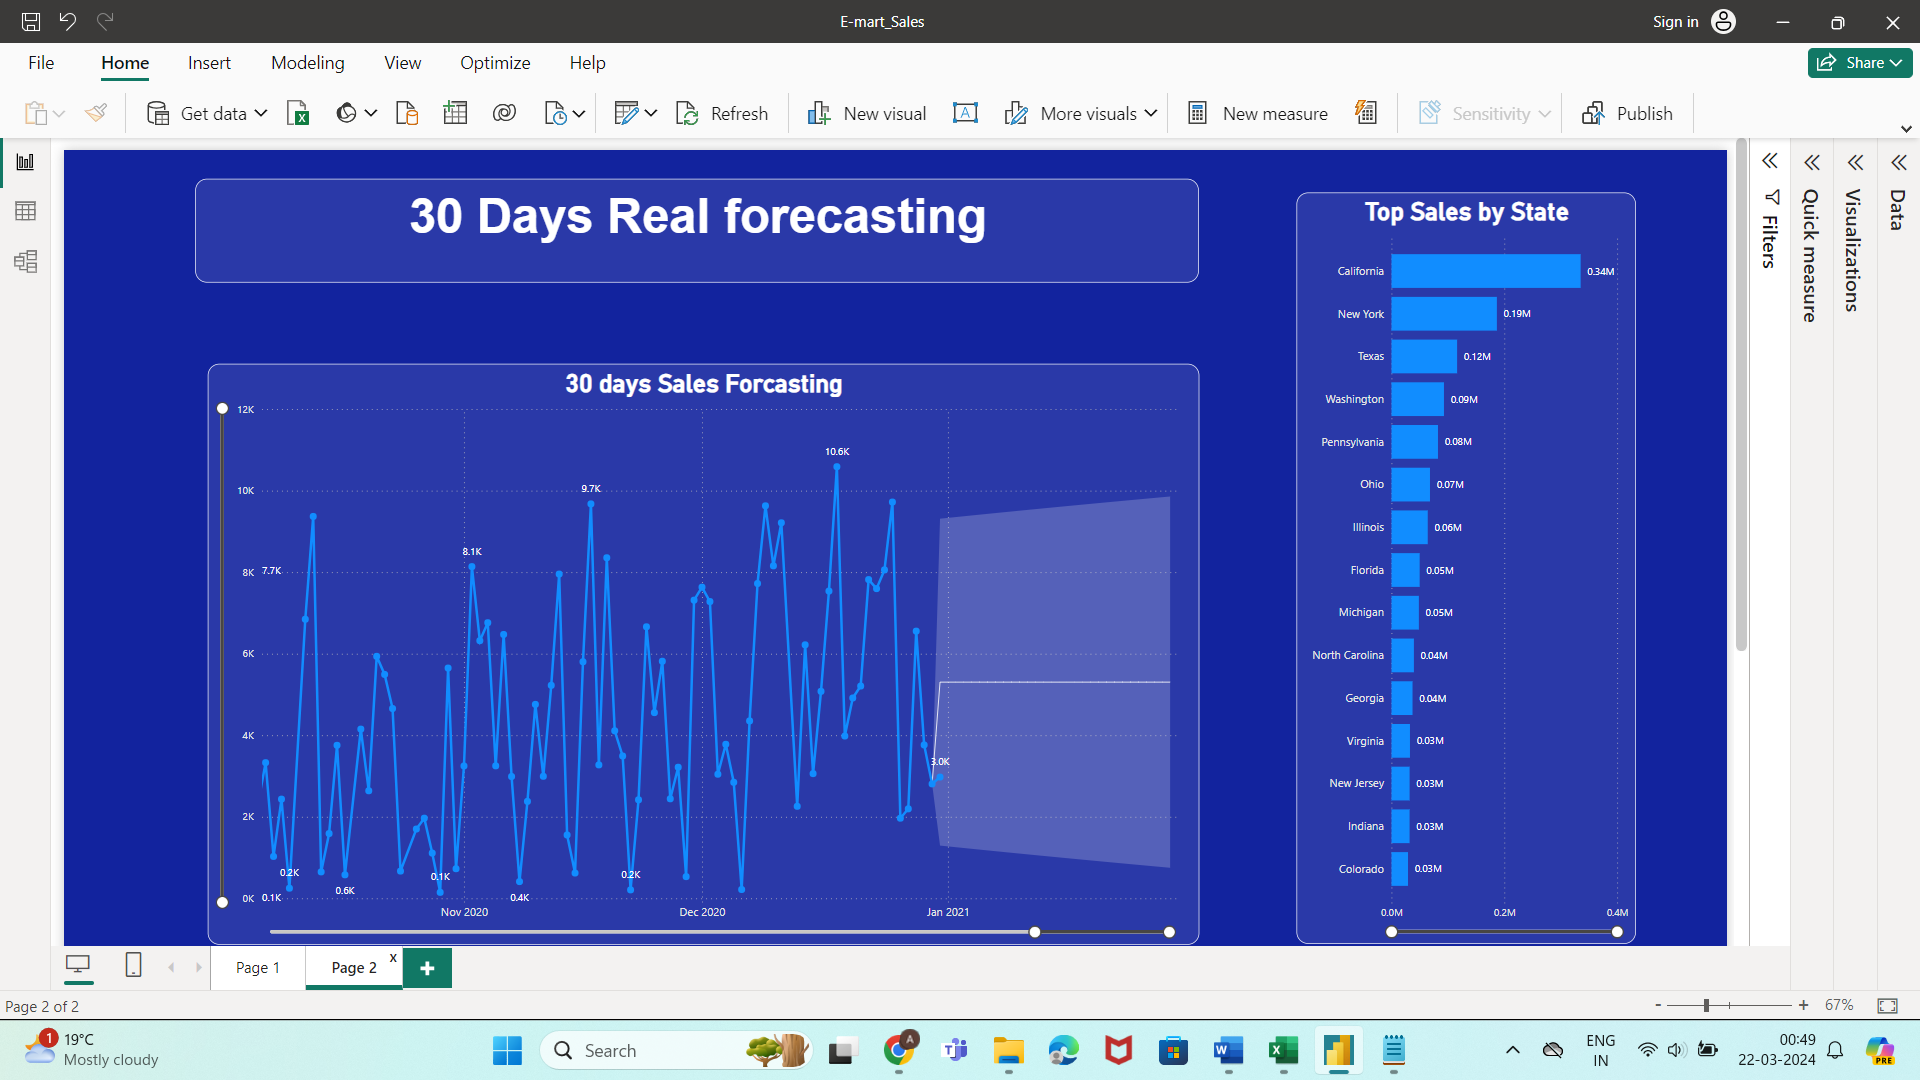 E-mart_Sales
Sign in
File Home Insert Modeling View Optimize Help
Share
Get data
Refresh
New visual
More visuals
New measure
Sensitivity
Publish
30 Days Real forecasting
30 days Sales Forcasting
12K
10K
8K
6K
4K
2K
0K
7.7K
8.1K
9.7K
10.6K
3.0K
0.1K
0.2K
0.6K
0.1K
0.4K
0.2K
Nov 2020
Dec 2020
Jan 2021
Top Sales by State
California 0.34M
New York 0.19M
Texas 0.12M
Washington 0.09M
Pennsylvania 0.08M
Ohio 0.07M
Illinois 0.06M
Florida 0.05M
Michigan 0.05M
North Carolina 0.04M
Georgia 0.04M
Virginia 0.03M
New Jersey 0.03M
Indiana 0.03M
Colorado 0.03M
0.0M 0.2M 0.4M
Filters
Quick measure
Visualizations
Data
Page 1
Page 2
x
Page 2 of 2
- + 67%
1
19°C
Mostly cloudy
Search
A
ENG
IN
00:49
22-03-2024
PRE